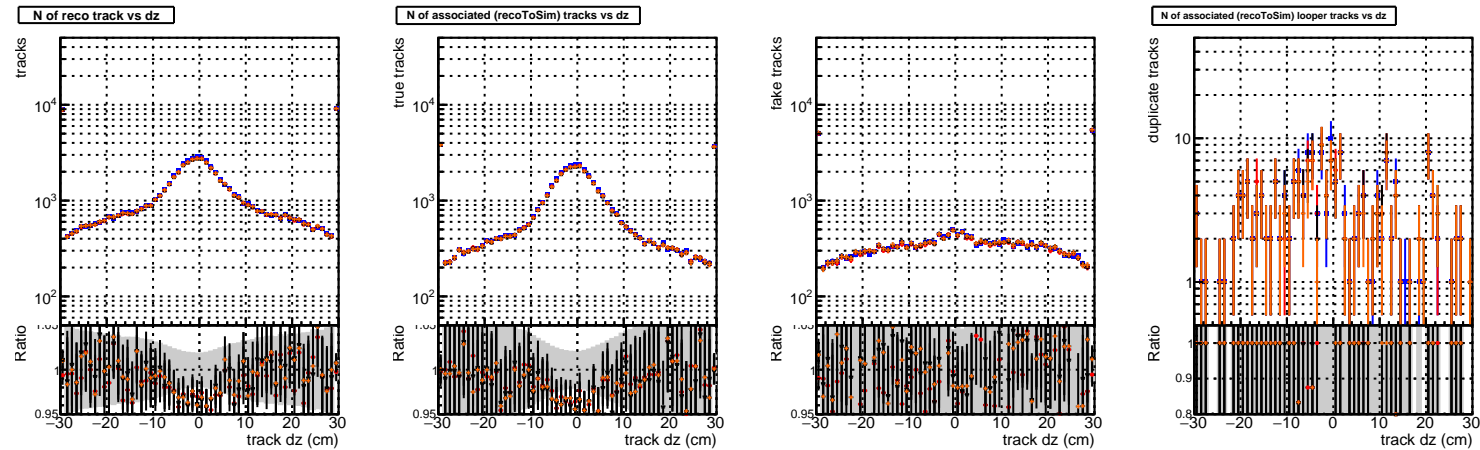 N of reco track vs dz
tracks
10⁴
10³
10²
Ratio
1
0.95
−30 −20 −10 0 10 20 30
track dz (cm)
N of associated (recoToSim) tracks vs dz
true tracks
10⁴
10³
10²
Ratio
1
0.95
−30 −20 −10 0 10 20 30
track dz (cm)
fake tracks
10⁴
10³
10²
Ratio
1
0.95
−30 −20 −10 0 10 20 30
track dz (cm)
N of associated (recoToSim) looper tracks vs dz
duplicate tracks
10
1
Ratio
1
0.9
0.8
−30 −20 −10 0 10 20 30
track dz (cm)